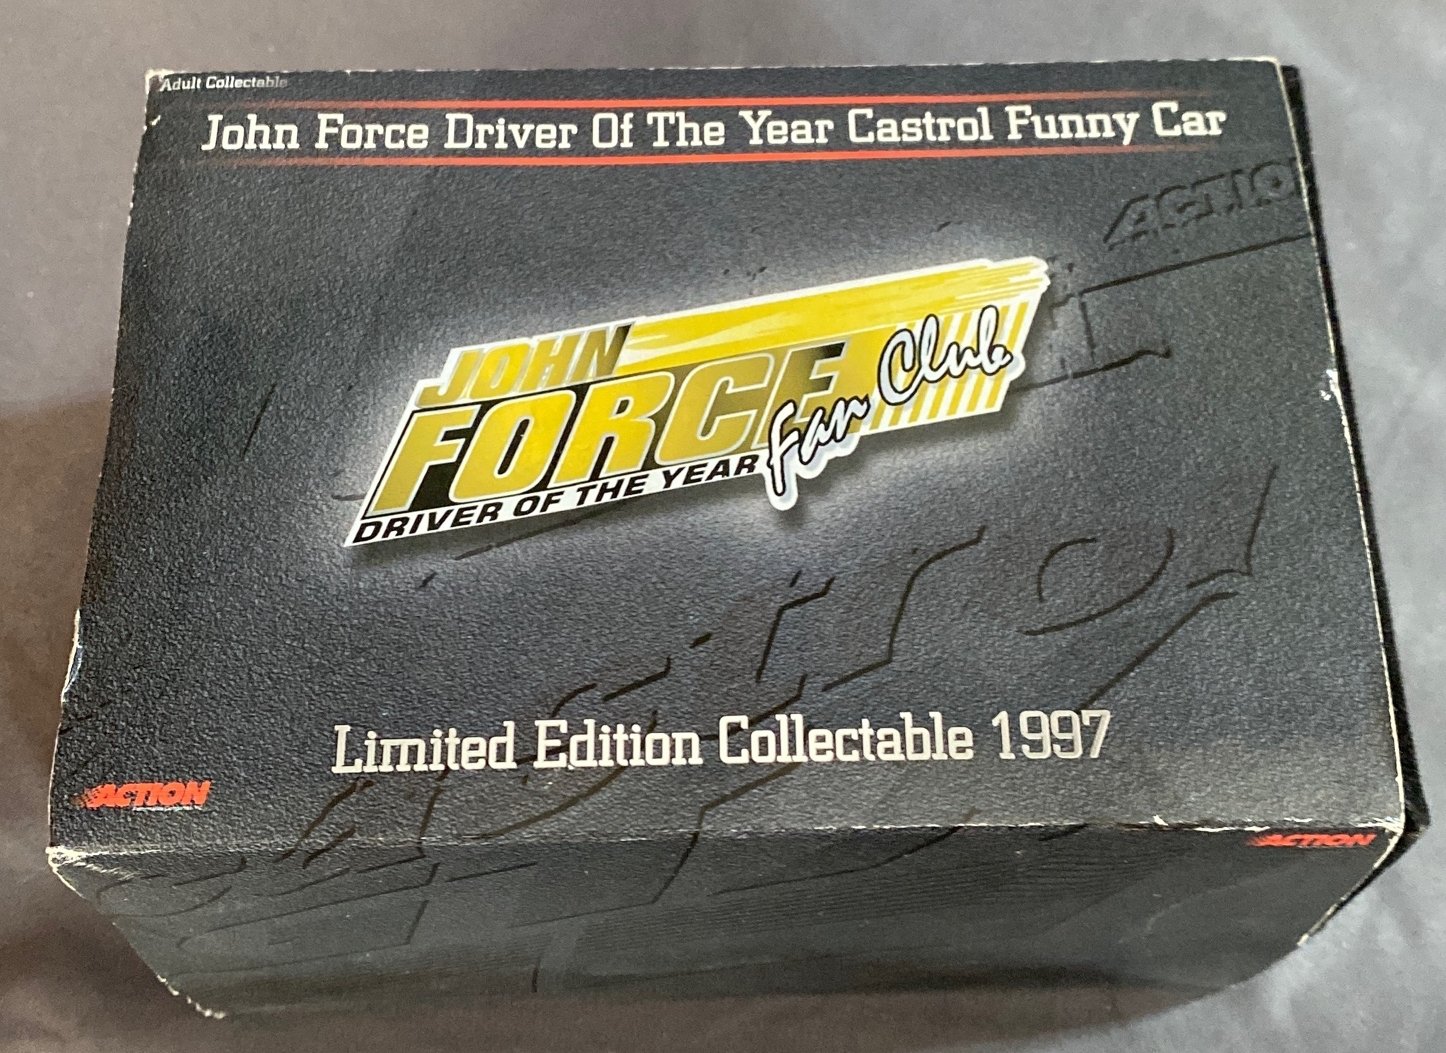 Adult Collectable
John Force Driver Of The Year Castrol Funny Car
ACTION
JOHN
FORCE
Fan Club
DRIVER OF THE YEAR
Castrol
Limited Edition Collectable 1997
ACTION
ACTION